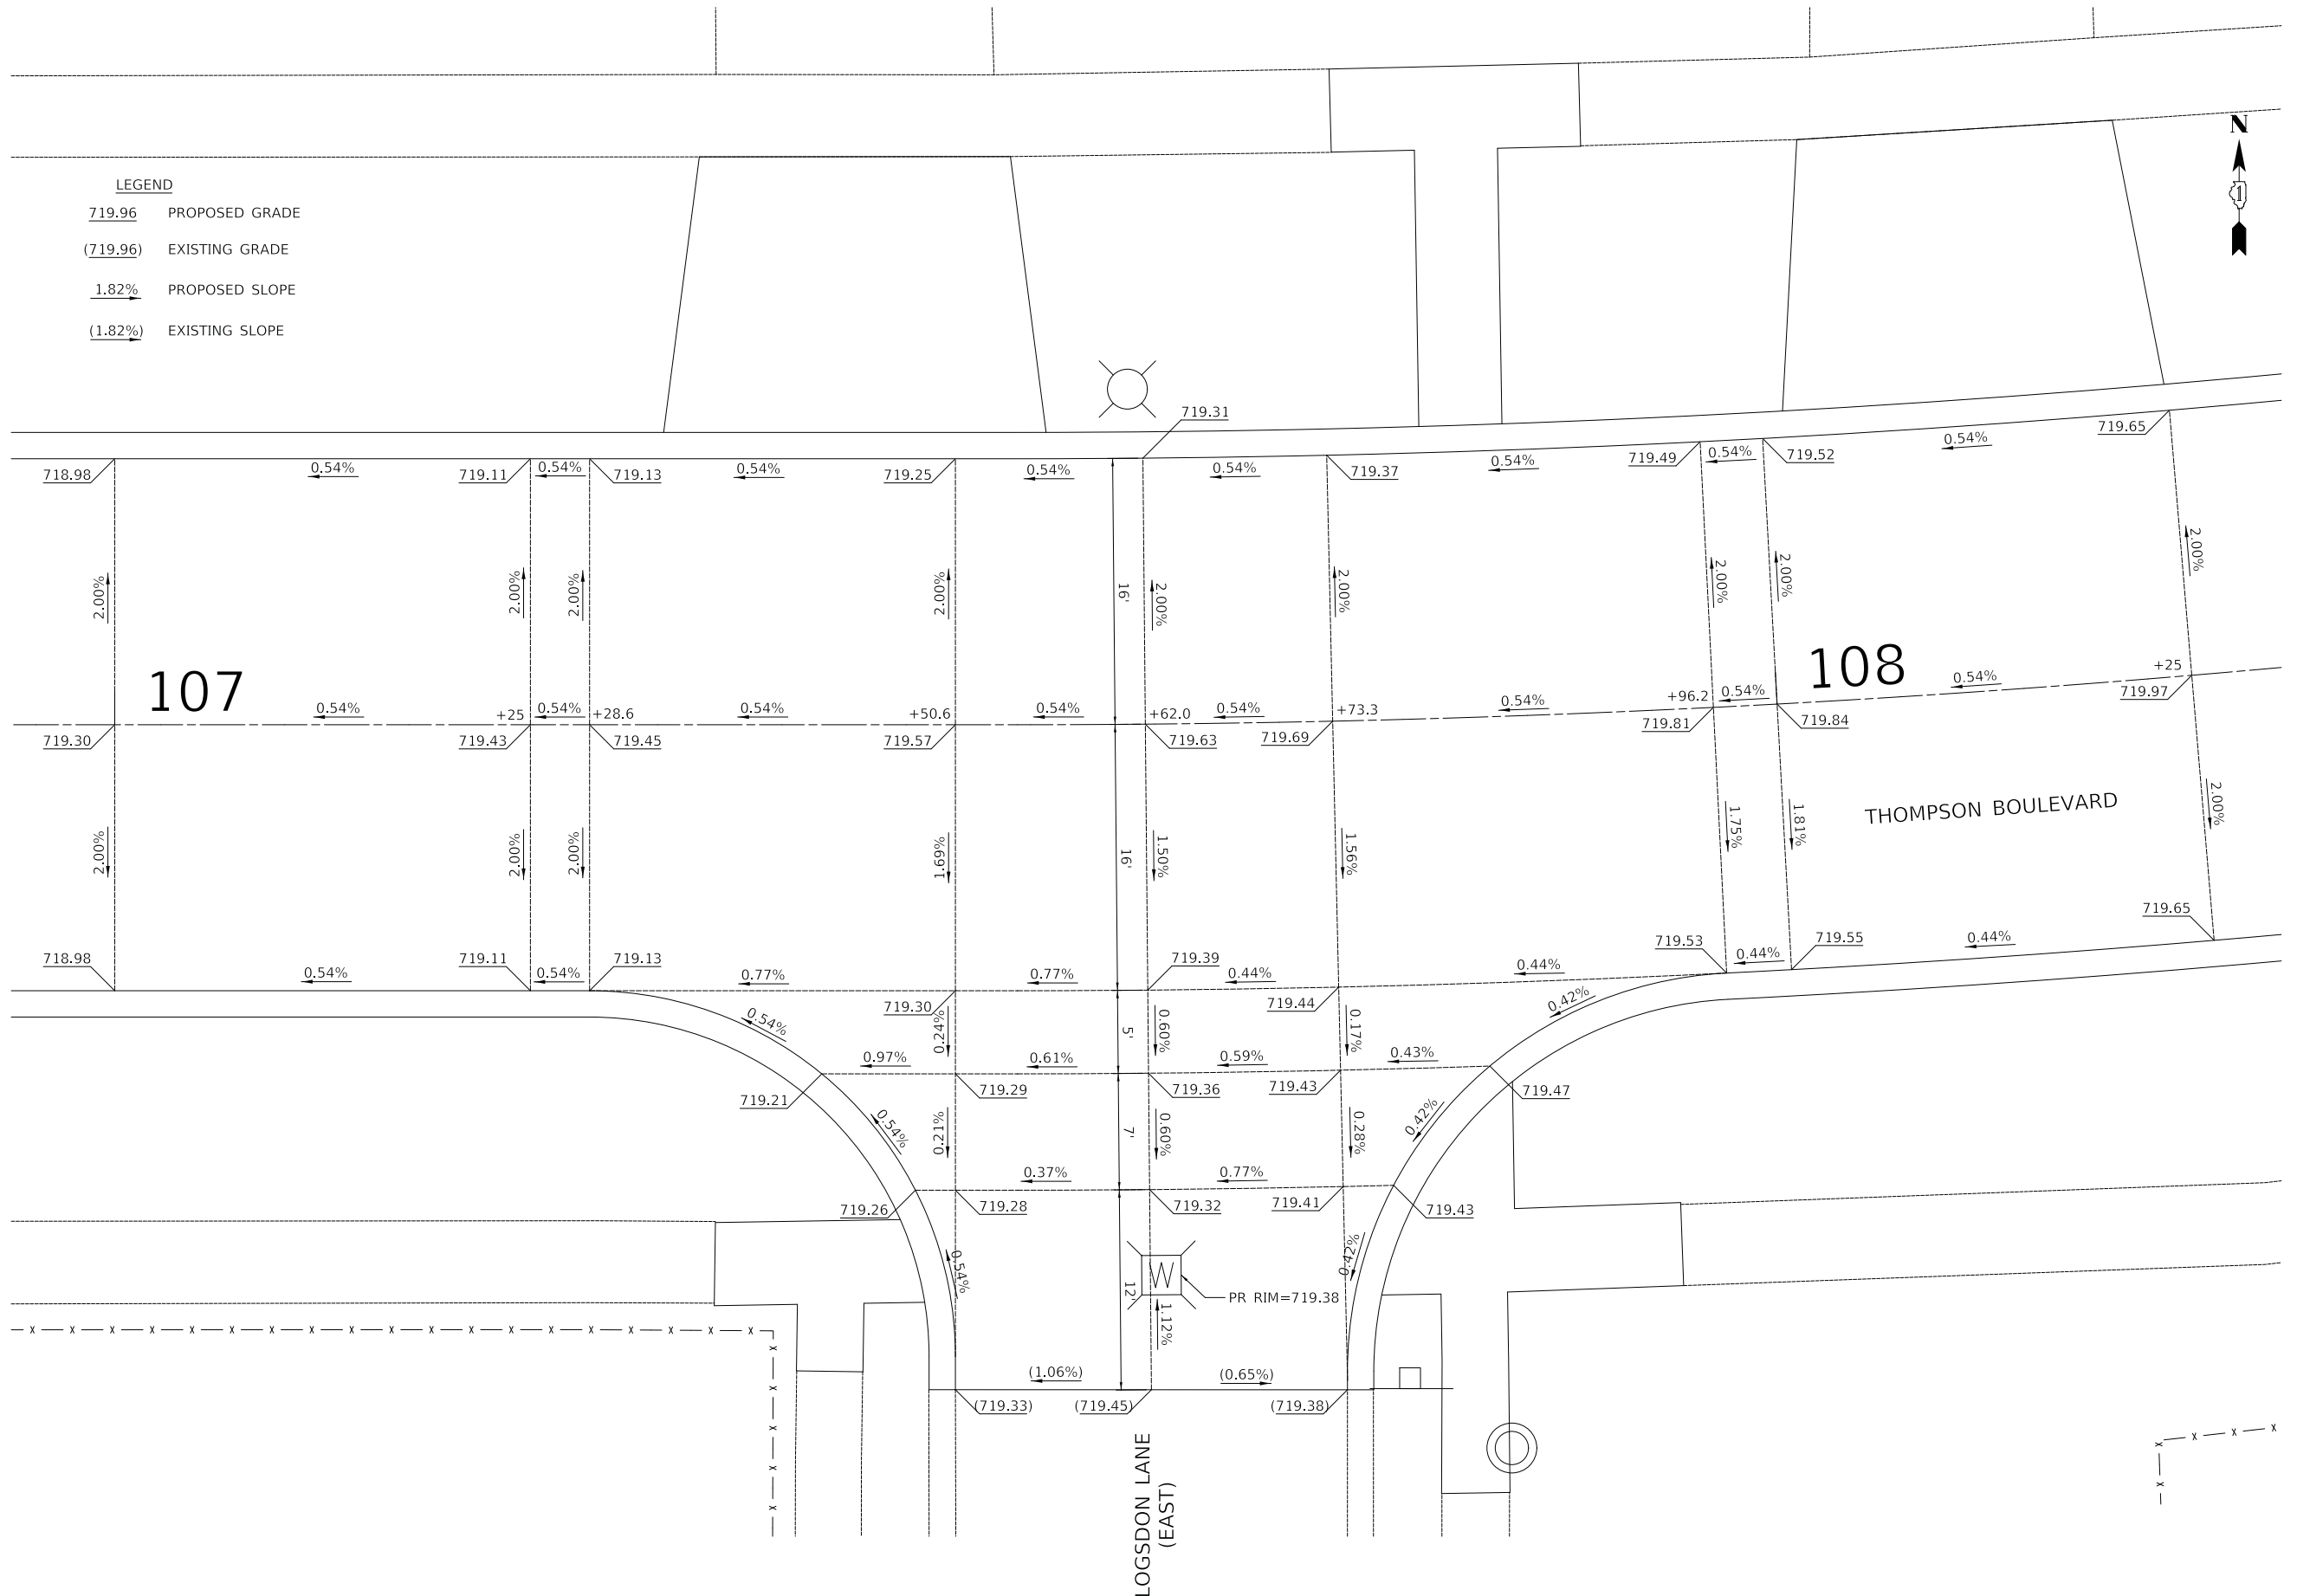 N
1
LEGEND
719.96 PROPOSED GRADE
(719.96) EXISTING GRADE
1.82% PROPOSED SLOPE
(1.82%) EXISTING SLOPE
719.31
718.98 0.54% 719.11 0.54% 719.13 0.54% 719.25 0.54% 0.54% 719.37 0.54% 719.49 0.54% 719.52 0.54% 719.65
2.00% 2.00% 2.00% 2.00% 16' 2.00% 2.00% 2.00% 2.00% 2.00%
107 108
0.54% +25 0.54% +28.6 0.54% +50.6 0.54% +62.0 0.54% +73.3 0.54% +96.2 0.54% 0.54% +25
719.30 719.43 719.45 719.57 719.63 719.69 719.81 719.84 719.97
THOMPSON BOULEVARD
2.00% 2.00% 2.00% 1.69% 16' 1.50% 1.56% 1.75% 1.81% 2.00%
718.98 719.11 719.13 719.39 719.53 719.55 719.65
0.54% 0.54% 0.77% 0.77% 0.44% 0.44% 0.44% 0.44%
719.30 719.44
0.54% 0.24% 5' 0.60% 0.17% 0.42%
0.97% 0.61% 0.59% 0.43%
719.21 719.29 719.36 719.43 719.47
0.54% 0.21% 7' 0.60% 0.28% 0.42%
0.37% 0.77%
719.26 719.28 719.32 719.41 719.43
0.54% 12' W 0.42%
PR RIM=719.38
1.12%
(1.06%) (0.65%)
(719.33) (719.45) (719.38)
LOGSDON LANE
(EAST)
x x x x x x x x x x x x x x x x x x x
x
x
x
x
x
x x x
x
x